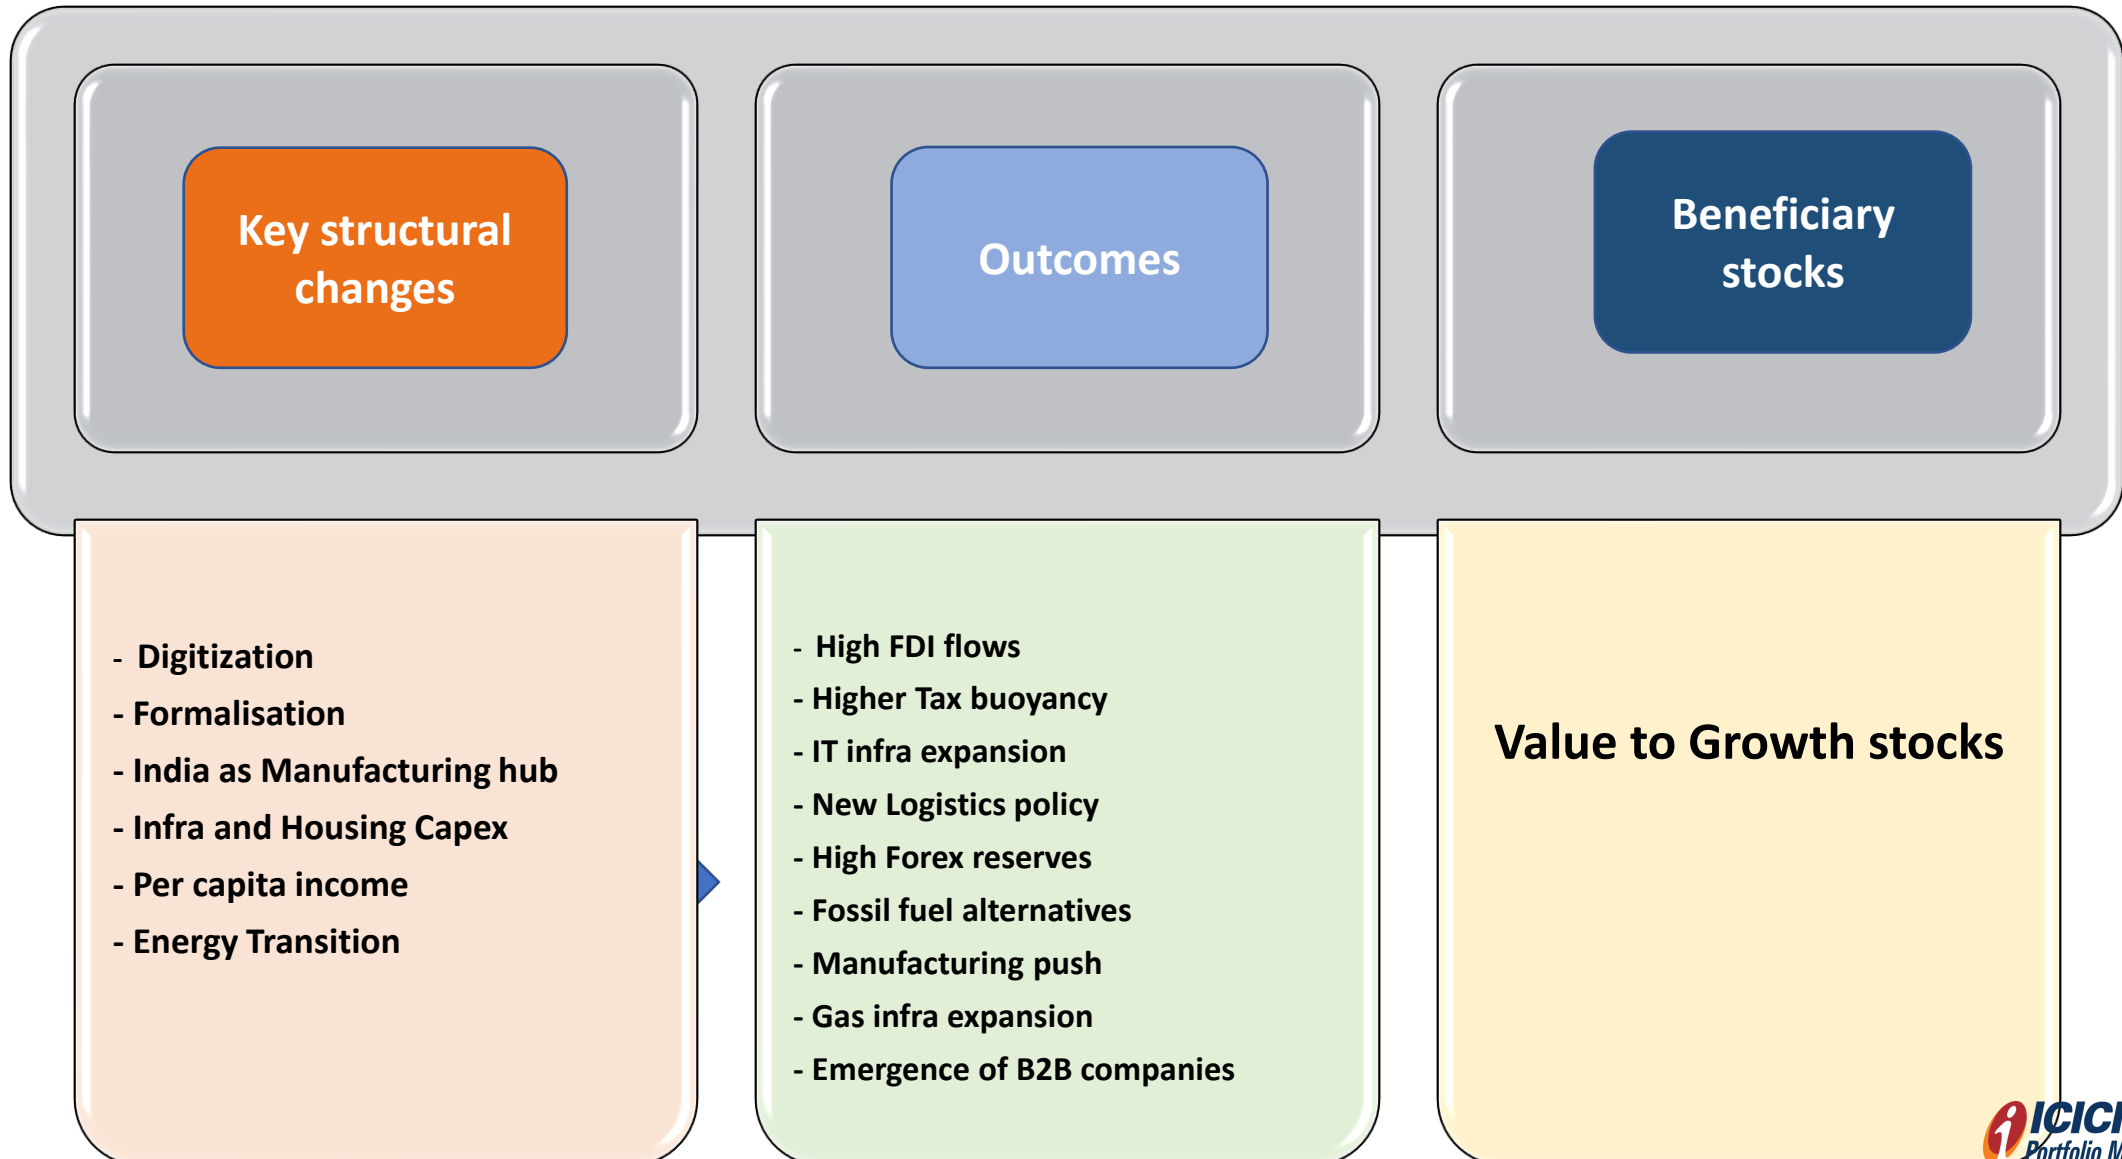 Key structural
changes
Outcomes
Beneficiary
stocks
- Digitization
- Formalisation
- India as Manufacturing hub
- Infra and Housing Capex
- Per capita income
- Energy Transition
- High FDI flows
- Higher Tax buoyancy
- IT infra expansion
- New Logistics policy
- High Forex reserves
- Fossil fuel alternatives
- Manufacturing push
- Gas infra expansion
- Emergence of B2B companies
Value to Growth stocks
ICICI
Portfolio